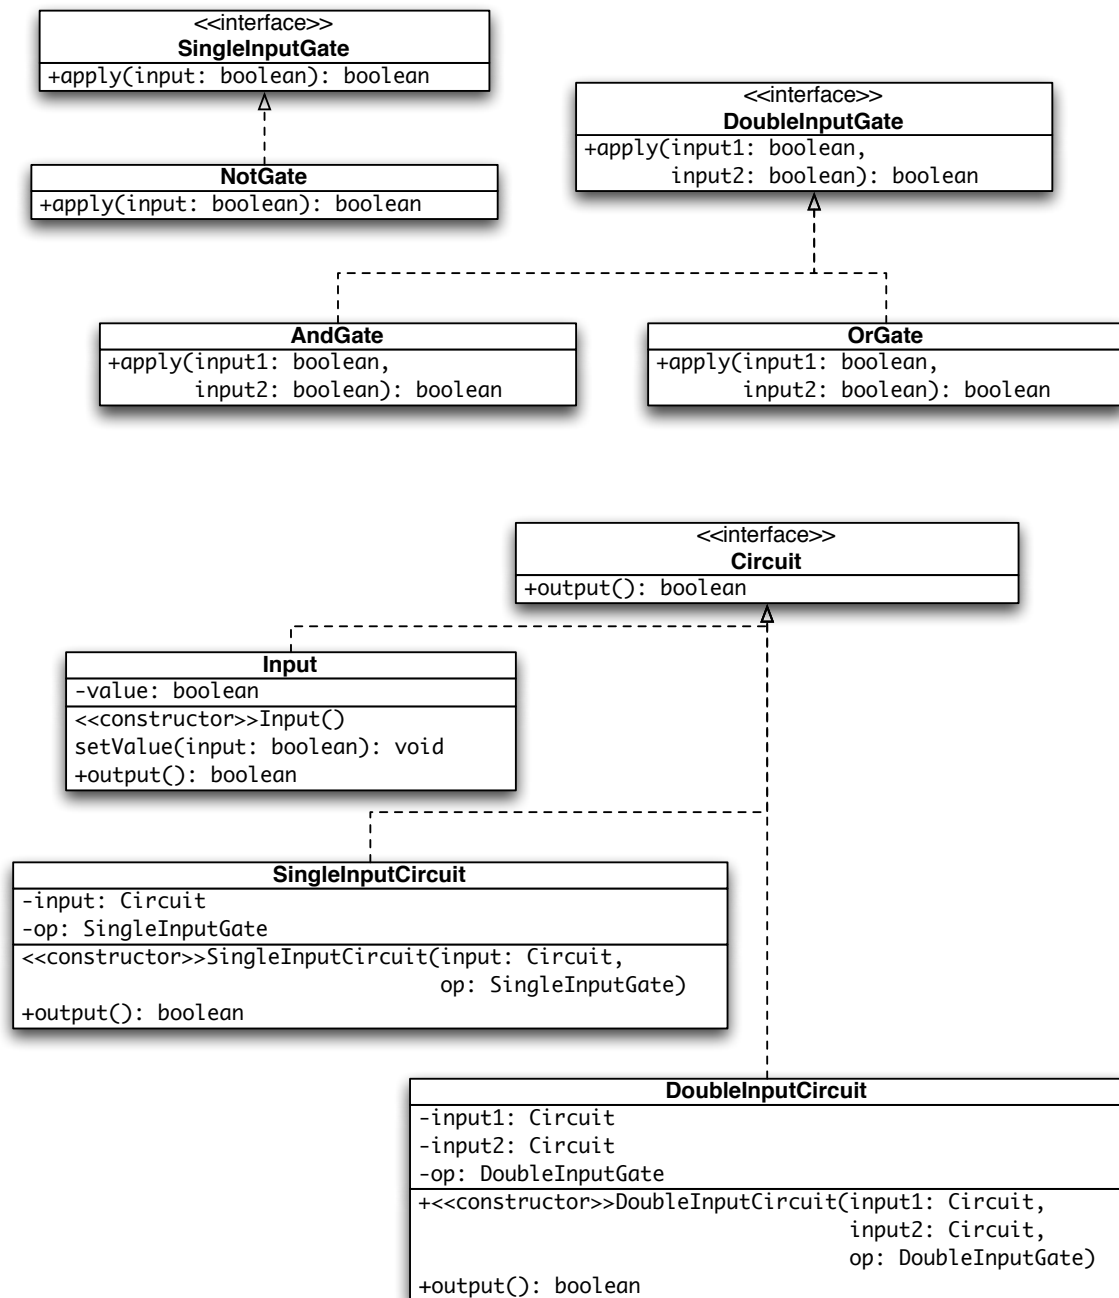 <<interface>>
SingleInputGate
+apply(input: boolean): boolean
NotGate
+apply(input: boolean): boolean
<<interface>>
DoubleInputGate
+apply(input1: boolean,
input2: boolean): boolean
AndGate
+apply(input1: boolean,
input2: boolean): boolean
OrGate
+apply(input1: boolean,
input2: boolean): boolean
<<interface>>
Circuit
+output(): boolean
Input
-value: boolean
<<constructor>>Input()
setValue(input: boolean): void
+output(): boolean
SingleInputCircuit
-input: Circuit
-op: SingleInputGate
<<constructor>>SingleInputCircuit(input: Circuit,
op: SingleInputGate)
+output(): boolean
DoubleInputCircuit
-input1: Circuit
-input2: Circuit
-op: DoubleInputGate
+<<constructor>>DoubleInputCircuit(input1: Circuit,
input2: Circuit,
op: DoubleInputGate)
+output(): boolean